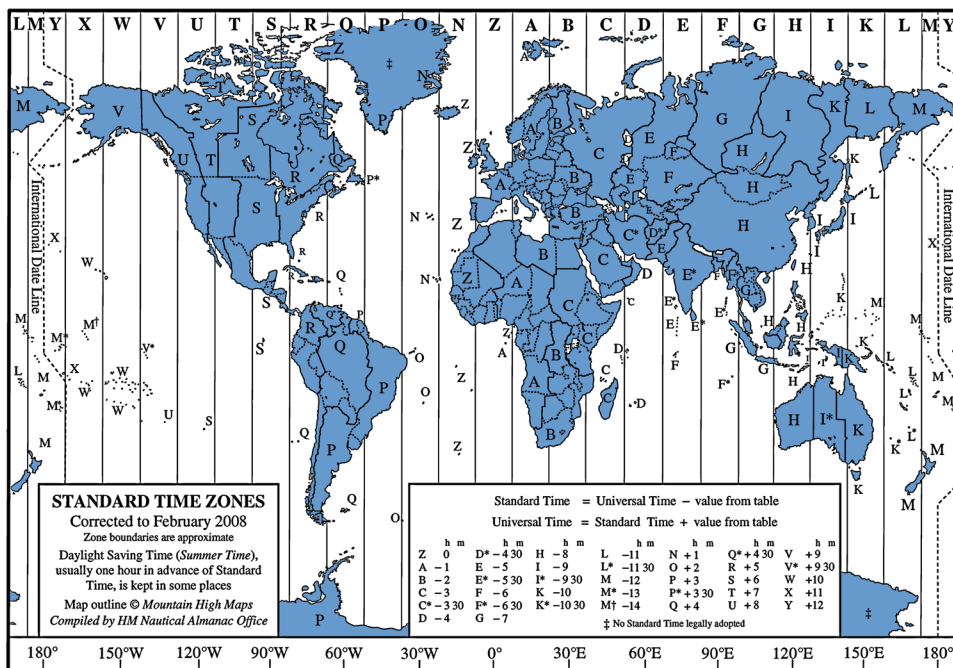 L M Y X W V U T S R Q P O N Z A B C D E F G H I K L M Y
Z A
‡ N
T
M V S P Z A B D E G I K L M
U T R Q C F H K
P* Z A B D E F H L
S R N Z B C* D* E H I I
International Date Line
International Date Line
X R A B C D E* F F H X
W R Q N Z A C G K M
S Q P C E* E F E* H H
M M* M† V* S R Q O Z A B C D F G H I K L M
L M X W W P O Z A C D F* G H L M
M* W U S Q P B H I* K L M*
M P Z K* L* M
Q O K M
P ‡
STANDARD TIME ZONES
Corrected to February 2008
Zone boundaries are approximate
Daylight Saving Time (Summer Time),
usually one hour in advance of Standard
Time, is kept in some places
Map outline © Mountain High Maps
Compiled by HM Nautical Almanac Office
Standard Time = Universal Time − value from table
Universal Time = Standard Time + value from table
h m h m h m h m h m h m h m
Z 0 D* −4 30 H −8 L −11 N +1 Q* +4 30 V +9
A −1 E −5 I −9 L* −11 30 O +2 R +5 V* +9 30
B −2 E* −5 30 I* −9 30 M −12 P +3 S +6 W +10
C −3 F −6 K −10 M* −13 P* +3 30 T +7 X +11
C* −3 30 F* −6 30 K* −10 30 M† −14 Q +4 U +8 Y +12
D −4 G −7 ‡ No Standard Time legally adopted
180° 150°W 120°W 90°W 60°W 30°W 0° 30°E 60°E 90°E 120°E 150°E 180°